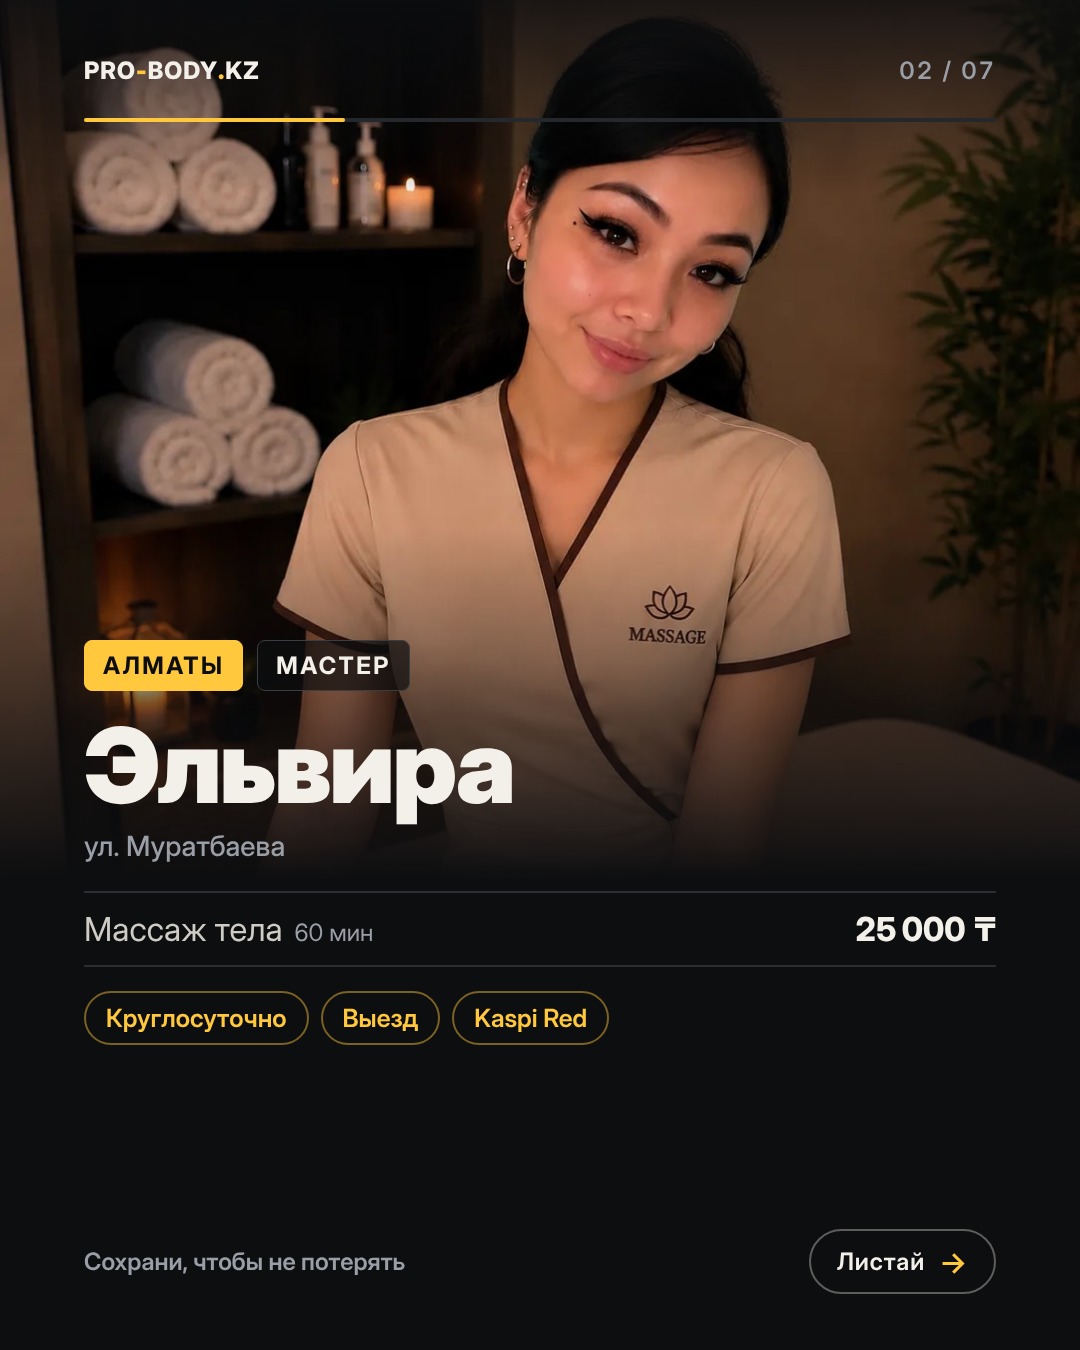 PRO-BODY.KZ
02 / 07
MASSAGE
АЛМАТЫ
МАСТЕР
Эльвира
ул. Муратбаева
Массаж тела 60 мин
25 000 ₸
Круглосуточно
Выезд
Kaspi Red
Сохрани, чтобы не потерять
Листай →